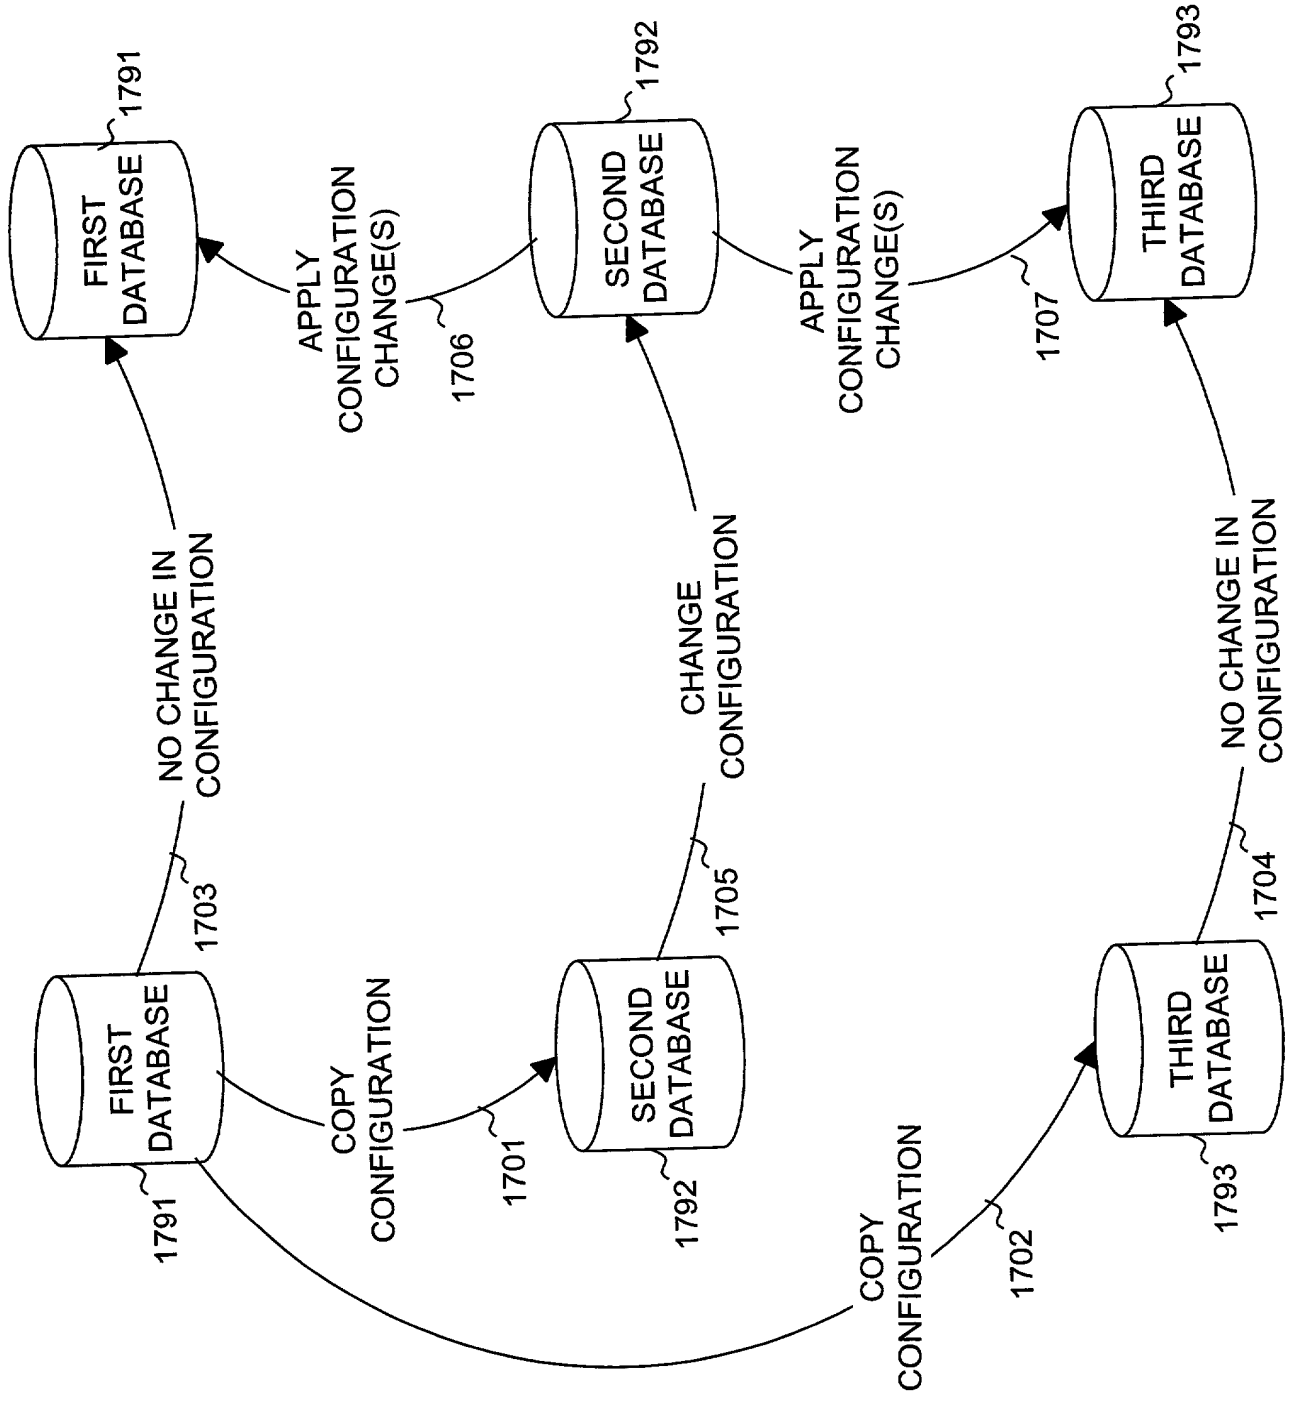 1791
FIRST
DATABASE
1703
NO CHANGE IN
CONFIGURATION
FIRST
DATABASE
1791
COPY
CONFIGURATION
1701
APPLY
CONFIGURATION
CHANGE(S)
1706
1792
SECOND
DATABASE
1705
CHANGE
CONFIGURATION
SECOND
DATABASE
1792
COPY
CONFIGURATION
1702
APPLY
CONFIGURATION
CHANGE(S)
1707
1793
THIRD
DATABASE
1704
NO CHANGE IN
CONFIGURATION
THIRD
DATABASE
1793